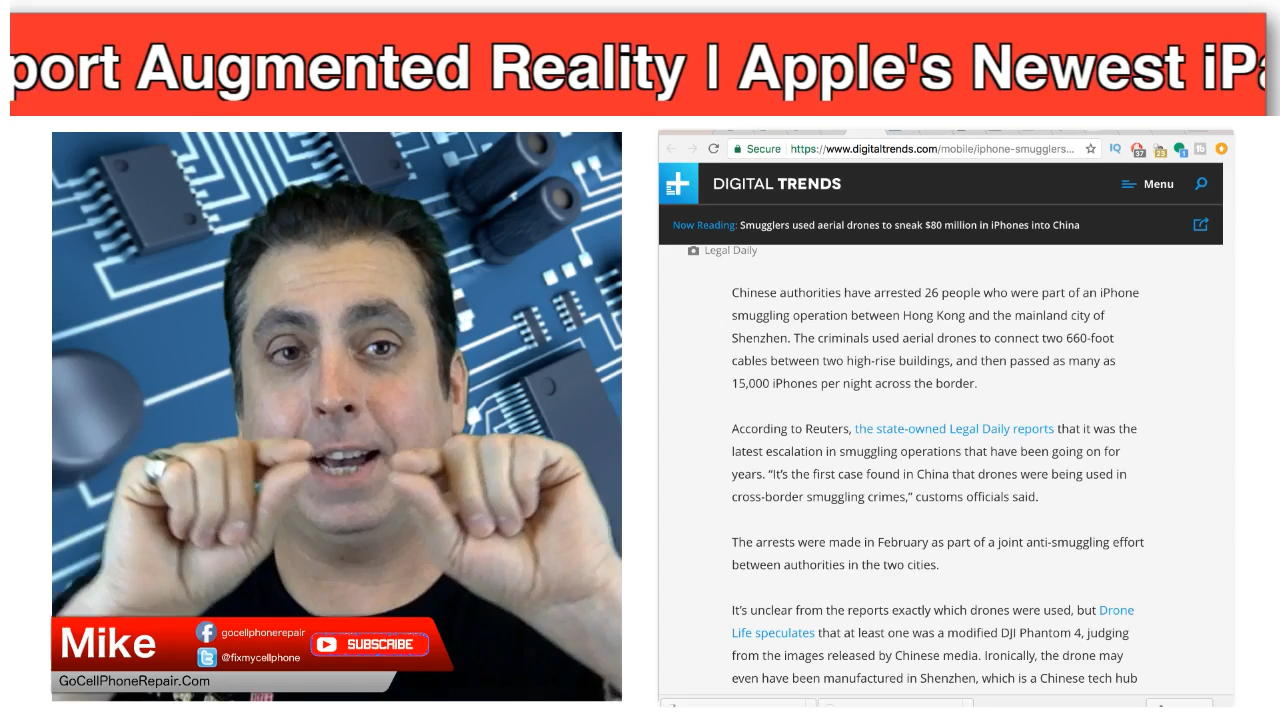 port Augmented Reality | Apple's Newest iPa
Mike
gocellphonerepair
@fixmycellphone
SUBSCRIBE
GoCellPhoneRepair.Com
Secure https://www.digitaltrends.com/mobile/iphone-smugglers...
IQ 37 23 1
DIGITAL TRENDS
Menu
Now Reading: Smugglers used aerial drones to sneak $80 million in iPhones into China
Legal Daily
Chinese authorities have arrested 26 people who were part of an iPhone
smuggling operation between Hong Kong and the mainland city of
Shenzhen. The criminals used aerial drones to connect two 660-foot
cables between two high-rise buildings, and then passed as many as
15,000 iPhones per night across the border.
According to Reuters, the state-owned Legal Daily reports that it was the
latest escalation in smuggling operations that have been going on for
years. “It’s the first case found in China that drones were being used in
cross-border smuggling crimes,” customs officials said.
The arrests were made in February as part of a joint anti-smuggling effort
between authorities in the two cities.
It’s unclear from the reports exactly which drones were used, but Drone
Life speculates that at least one was a modified DJI Phantom 4, judging
from the images released by Chinese media. Ironically, the drone may
even have been manufactured in Shenzhen, which is a Chinese tech hub